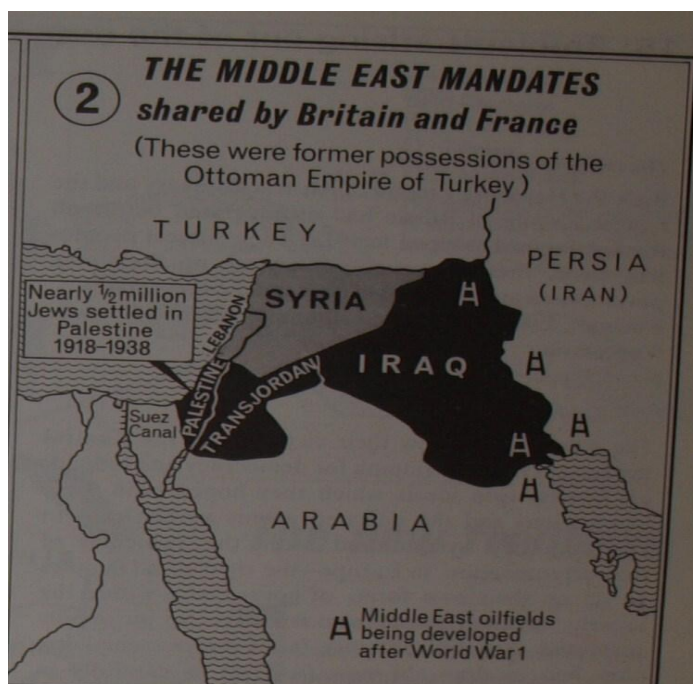 2
THE MIDDLE EAST MANDATES
shared by Britain and France
(These were former possessions of the
Ottoman Empire of Turkey)
TURKEY
PERSIA
(IRAN)
Nearly ½ million
Jews settled in
Palestine
1918–1938
LEBANON
SYRIA
IRAQ
PALESTINE
TRANSJORDAN
Suez
Canal
ARABIA
Middle East oilfields
being developed
after World War 1